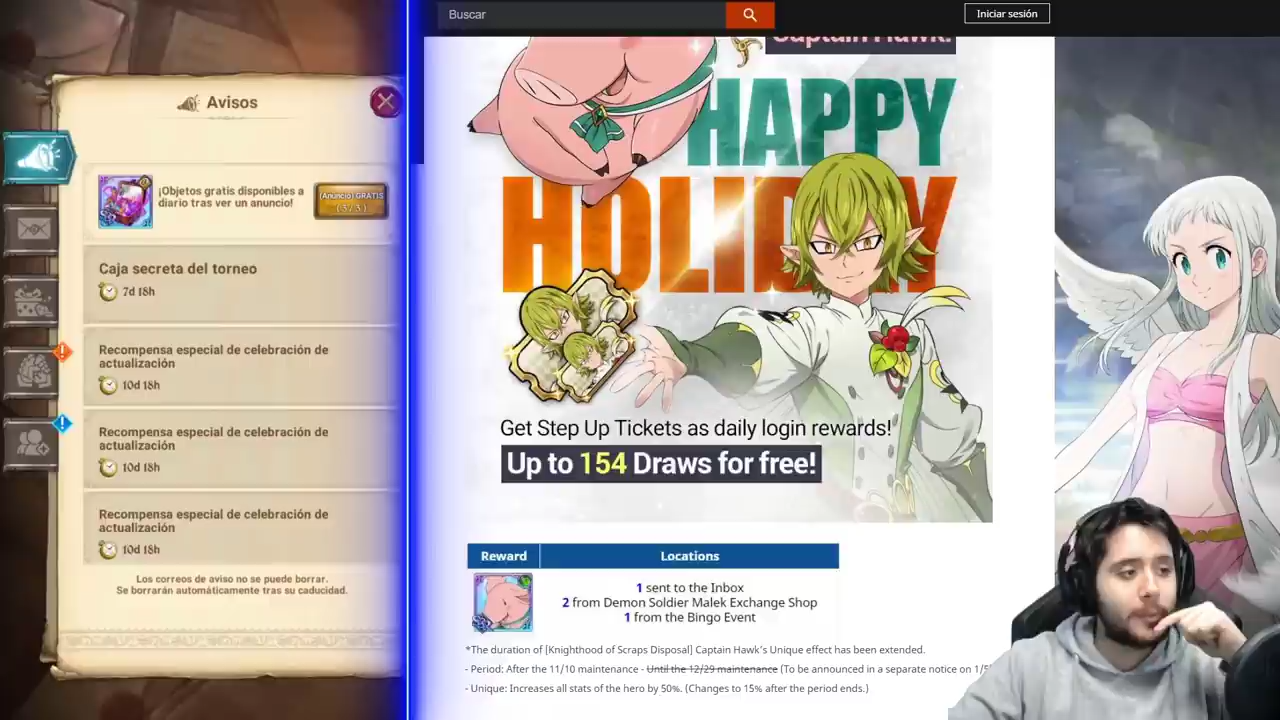 Buscar
Iniciar sesión
Avisos
¡Objetos gratis disponibles a
diario tras ver un anuncio!
(Anuncio) GRATIS
(3/3)
Caja secreta del torneo
7d 18h
Recompensa especial de celebración de
actualización
10d 18h
Recompensa especial de celebración de
actualización
10d 18h
Recompensa especial de celebración de
actualización
10d 18h
Los correos de aviso no se puede borrar.
Se borrarán automáticamente tras su caducidad.
Captain Hawk!
HAPPY
HOLIDAY
Get Step Up Tickets as daily login rewards!
Up to 154 Draws for free!
Reward Locations
1 sent to the Inbox
2 from Demon Soldier Malek Exchange Shop
1 from the Bingo Event
*The duration of [Knighthood of Scraps Disposal] Captain Hawk's Unique effect has been extended.
- Period: After the 11/10 maintenance - Until the 12/29 maintenance (To be announced in a separate notice on 1/5
- Unique: Increases all stats of the hero by 50%. (Changes to 15% after the period ends.)